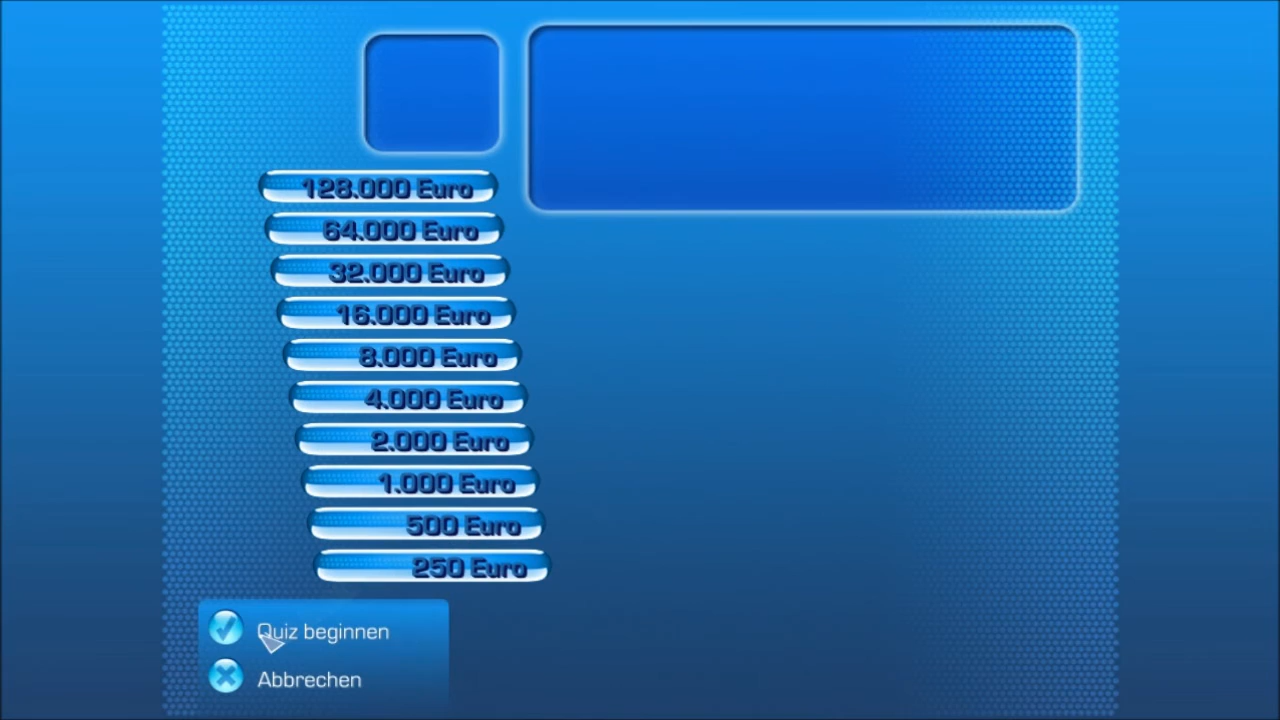 128.000 Euro
64.000 Euro
32.000 Euro
16.000 Euro
8.000 Euro
4.000 Euro
2.000 Euro
1.000 Euro
500 Euro
250 Euro
Quiz beginnen
Abbrechen